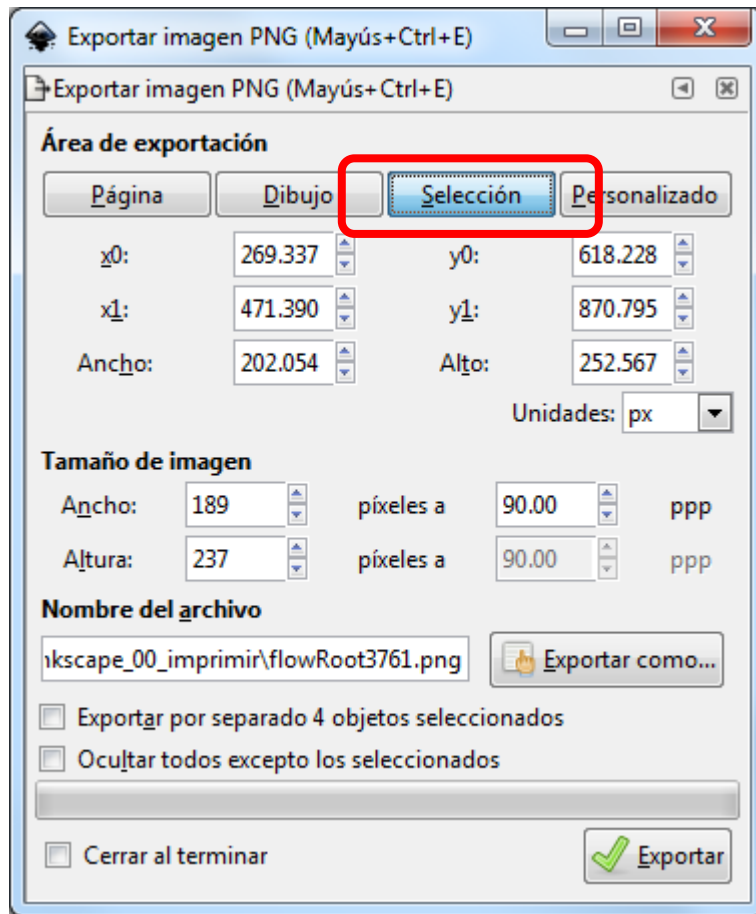 Exportar imagen PNG (Mayús+Ctrl+E)
Exportar imagen PNG (Mayús+Ctrl+E)
Área de exportación
Página Dibujo Selección Personalizado
x0: 269.337 y0: 618.228
x1: 471.390 y1: 870.795
Ancho: 202.054 Alto: 252.567
Unidades: px
Tamaño de imagen
Ancho: 189 píxeles a 90.00 ppp
Altura: 237 píxeles a 90.00 ppp
Nombre del archivo
nkscape_00_imprimir\flowRoot3761.png Exportar como...
Exportar por separado 4 objetos seleccionados
Ocultar todos excepto los seleccionados
Cerrar al terminar Exportar